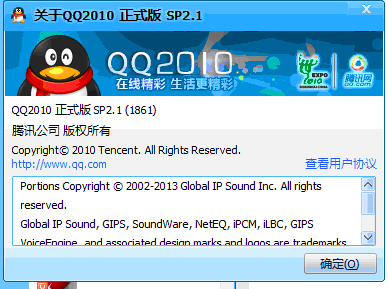 关于QQ2010 正式版 SP2.1
QQ2010
在线精彩 生活更精彩
EXPO
腾讯网
QQ.com
QQ2010 正式版 SP2.1 (1861)
腾讯公司 版权所有
Copyright© 2010 Tencent. All Rights Reserved.
http://www.qq.com 查看用户协议
Portions Copyright © 2002-2013 Global IP Sound Inc. All rights
reserved.
Global IP Sound, GIPS, SoundWare, NetEQ, iPCM, iLBC, GIPS
VoiceEngine, and associated design marks and logos are trademarks
确定(O)